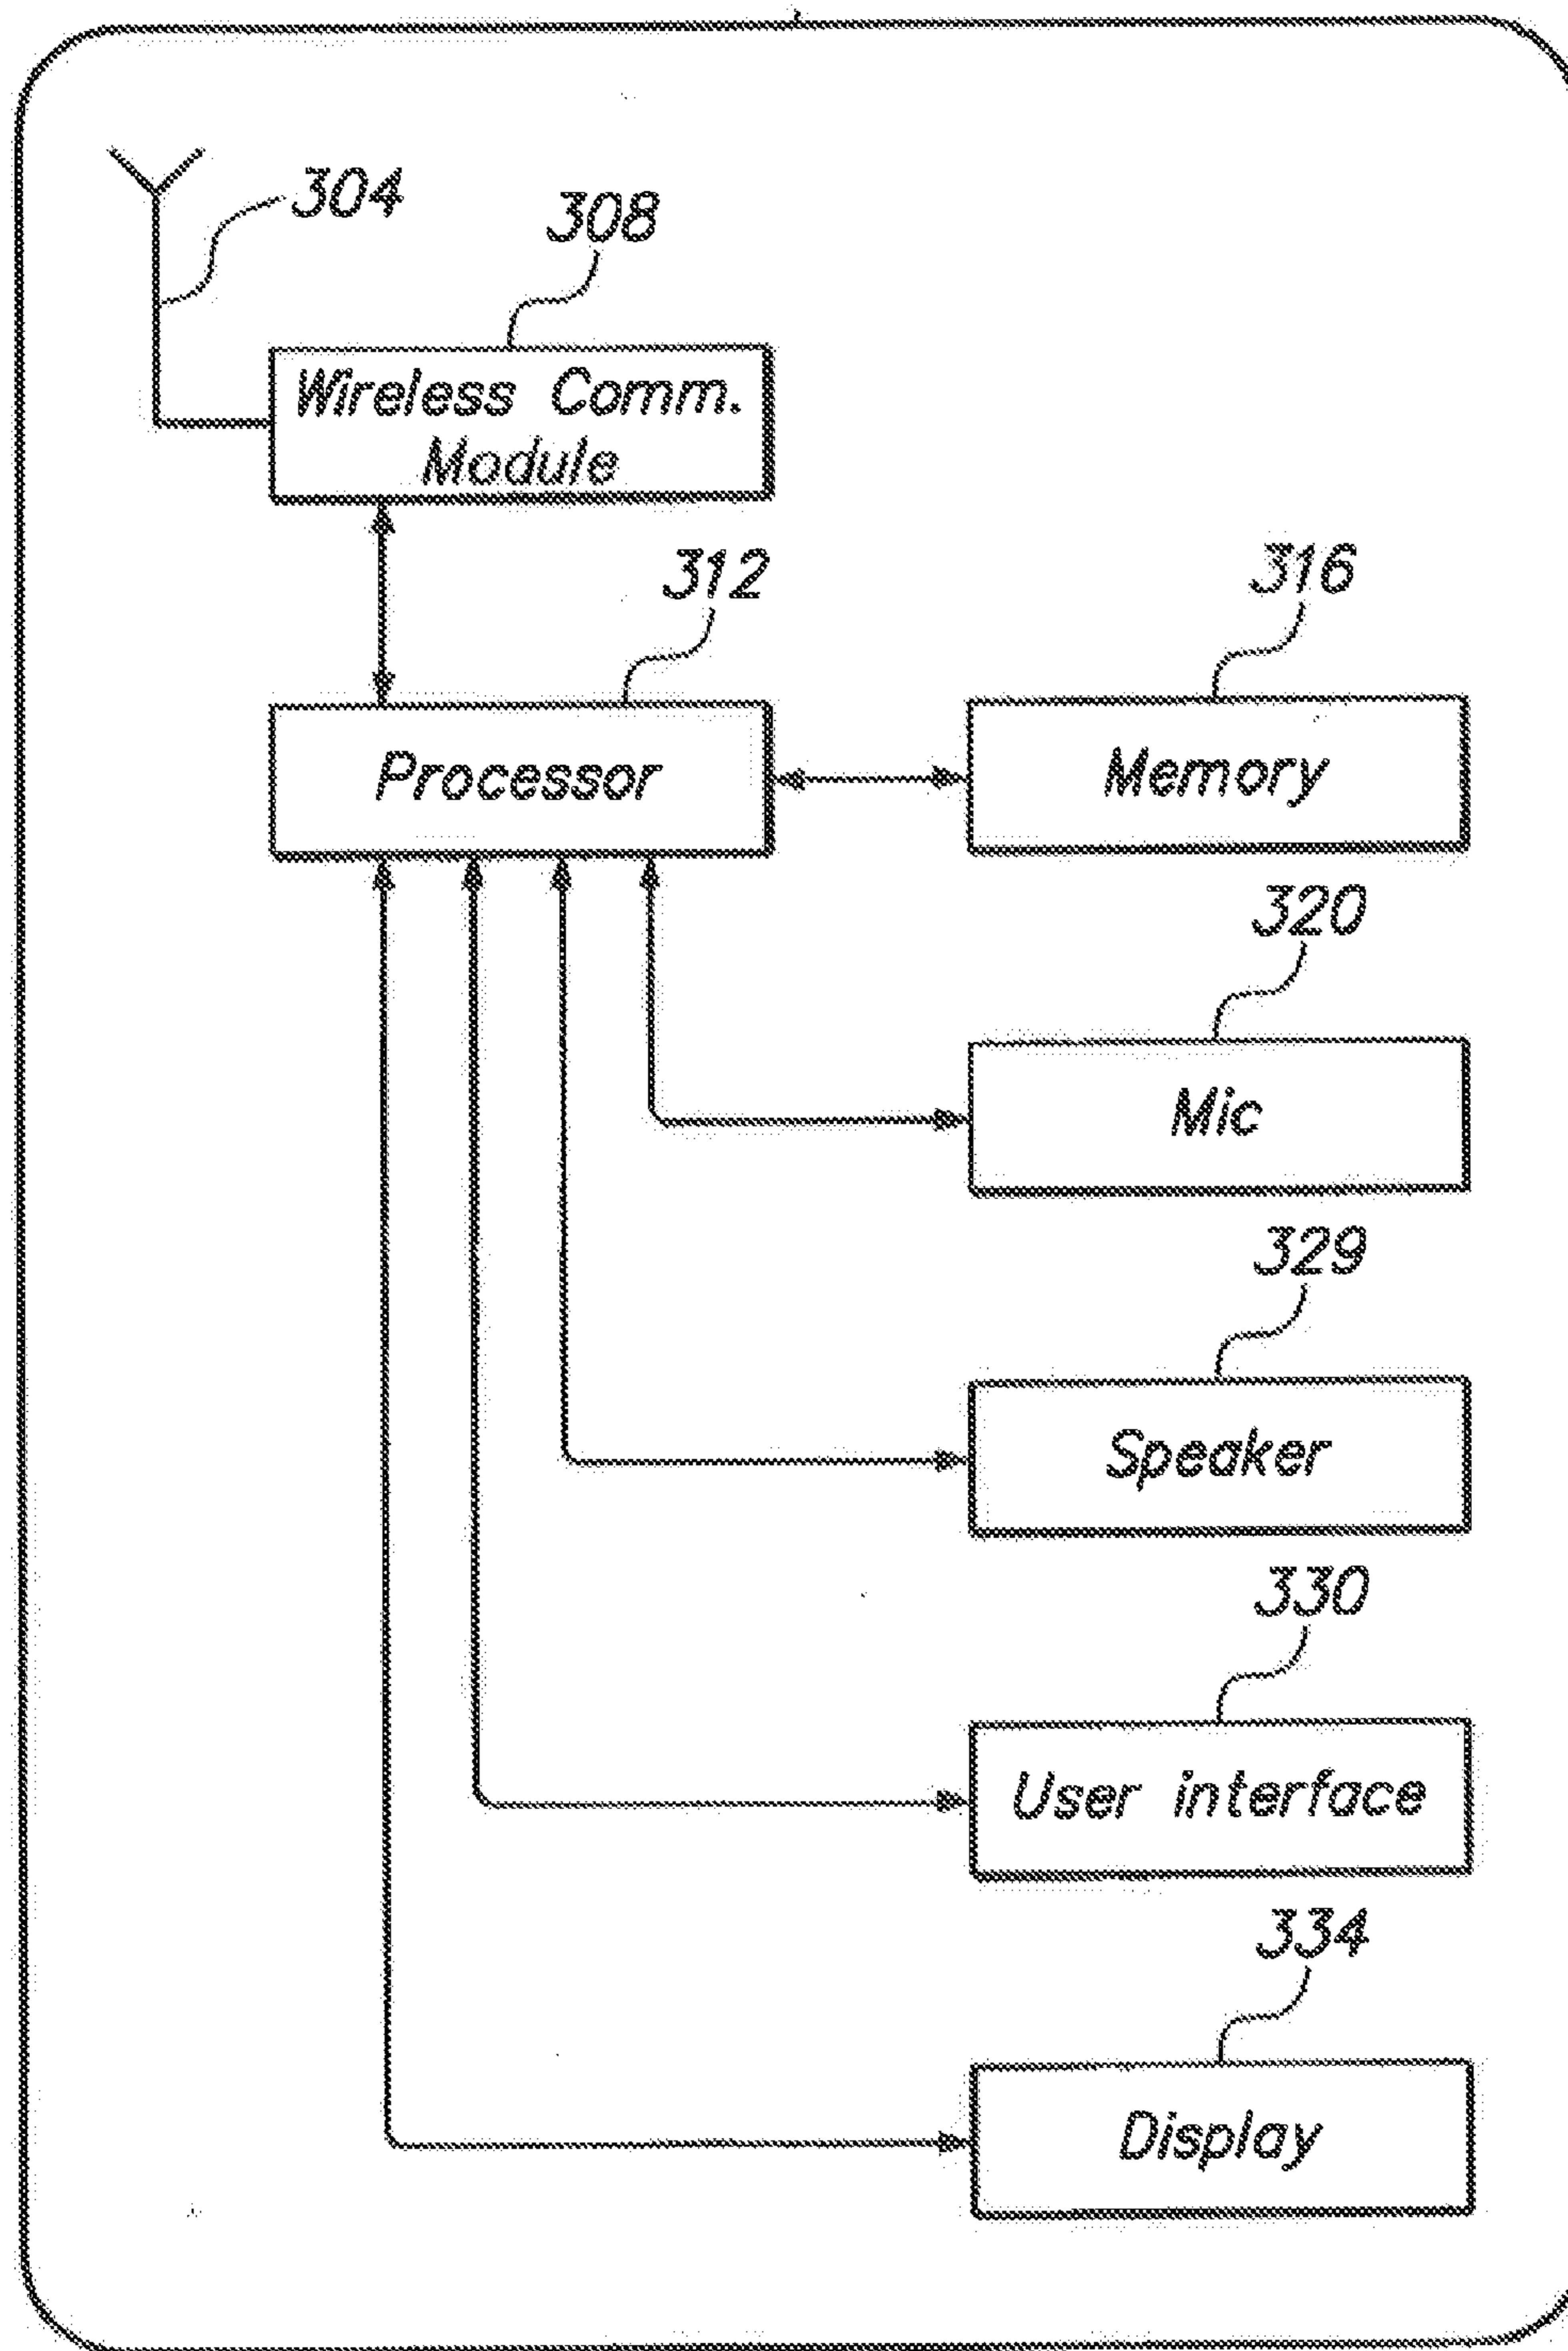 304
308
Wireless Comm.
Module
312
316
Processor
Memory
320
Mic
329
Speaker
330
User interface
334
Display